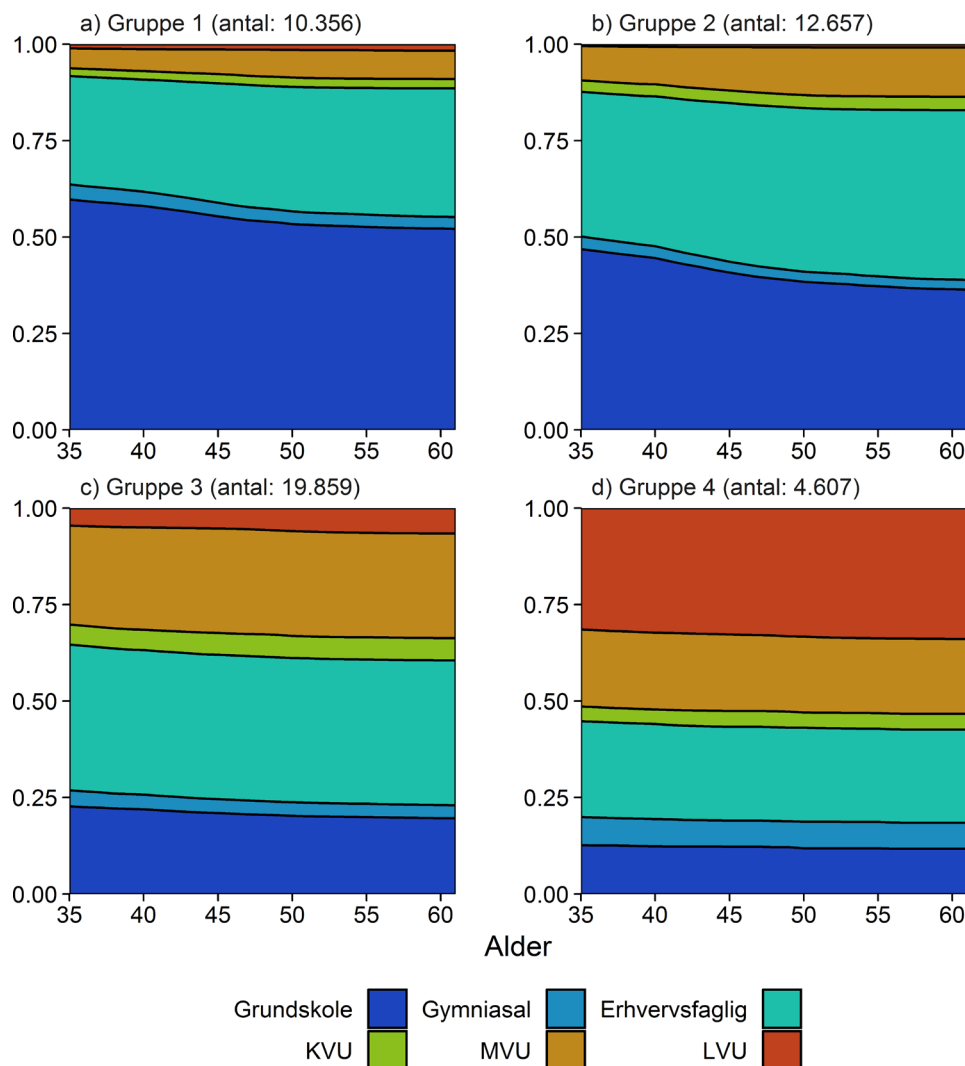 a) Gruppe 1 (antal: 10.356)
1.00
0.75
0.50
0.25
0.00
35 40 45 50 55 60
b) Gruppe 2 (antal: 12.657)
1.00
0.75
0.50
0.25
0.00
35 40 45 50 55 60
c) Gruppe 3 (antal: 19.859)
1.00
0.75
0.50
0.25
0.00
35 40 45 50 55 60
d) Gruppe 4 (antal: 4.607)
1.00
0.75
0.50
0.25
0.00
35 40 45 50 55 60
Alder
Grundskole Gymniasal Erhvervsfaglig
KVU MVU LVU